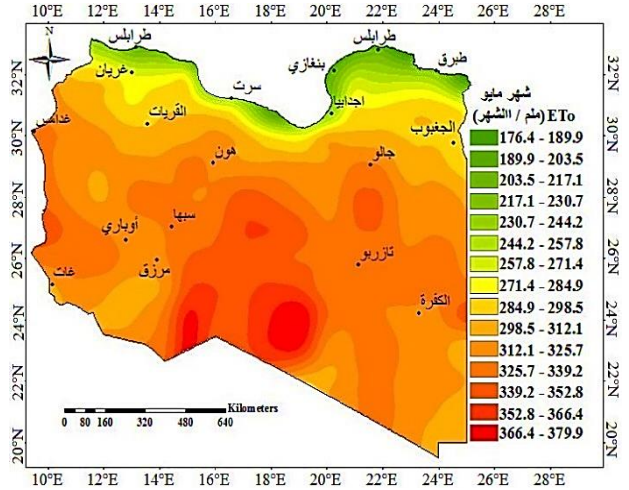 10°E 12°E 14°E 16°E 18°E 20°E 22°E 24°E
N
طرابلس
طرابلس
طبرق
بنغازي
غريان
سرت
اجدابيا
القريات
الجغبوب
غدامس
هون
جالو
سبها
أوباري
تازربو
مرزق
غات
الكفرة
32°N
30°N
28°N
26°N
24°N
22°N
20°N
32°N
30°N
28°N
26°N
24°N
22°N
20°N
شهر مايو
ETo (ملم / االشهر)
176.4 - 189.9
189.9 - 203.5
203.5 - 217.1
217.1 - 230.7
230.7 - 244.2
244.2 - 257.8
257.8 - 271.4
271.4 - 284.9
284.9 - 298.5
298.5 - 312.1
312.1 - 325.7
325.7 - 339.2
339.2 - 352.8
352.8 - 366.4
366.4 - 379.9
Kilometers
0 80 160 320 480 640
10°E 12°E 14°E 16°E 18°E 20°E 22°E 24°E